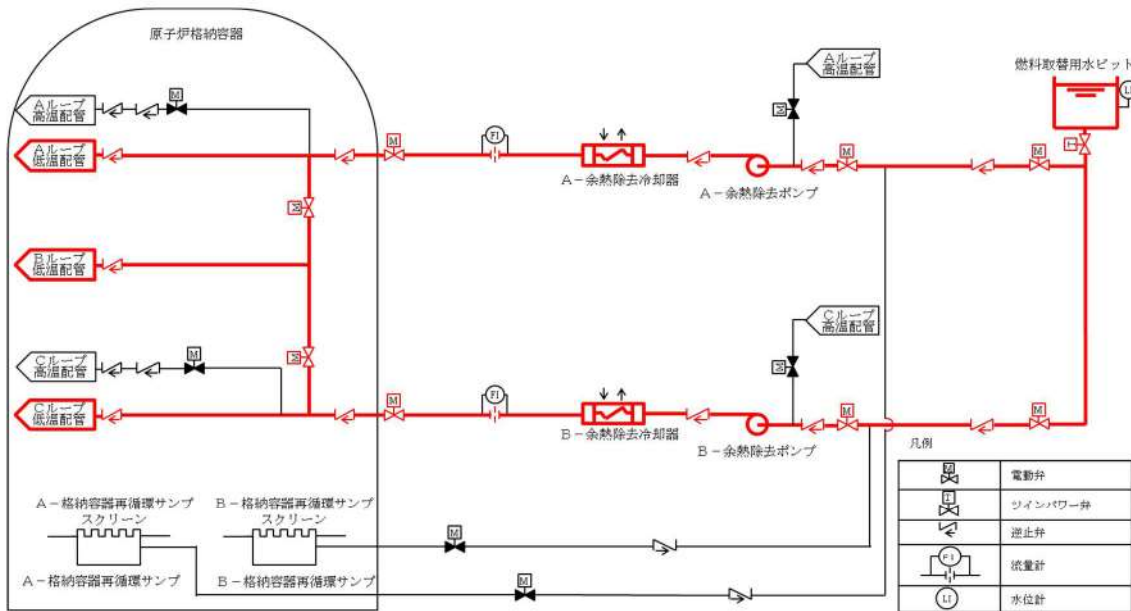 原子炉格納容器
Aループ
高温配管
M
Aループ
低温配管
M
Bループ
低温配管
Cループ
高温配管
M
M
Cループ
低温配管
M
FI
A-余熱除去冷却器
Aループ
高温配管
M
M
A-余熱除去ポンプ
M
燃料取替用水ピット
LI
T
M
FI
B-余熱除去冷却器
Cループ
高温配管
M
M
B-余熱除去ポンプ
M
A-格納容器再循環サンプ
スクリーン
B-格納容器再循環サンプ
スクリーン
A-格納容器再循環サンプ
B-格納容器再循環サンプ
M
M
凡例
M
電動弁
T
ツインパワー弁
逆止弁
FI
流量計
LI
水位計